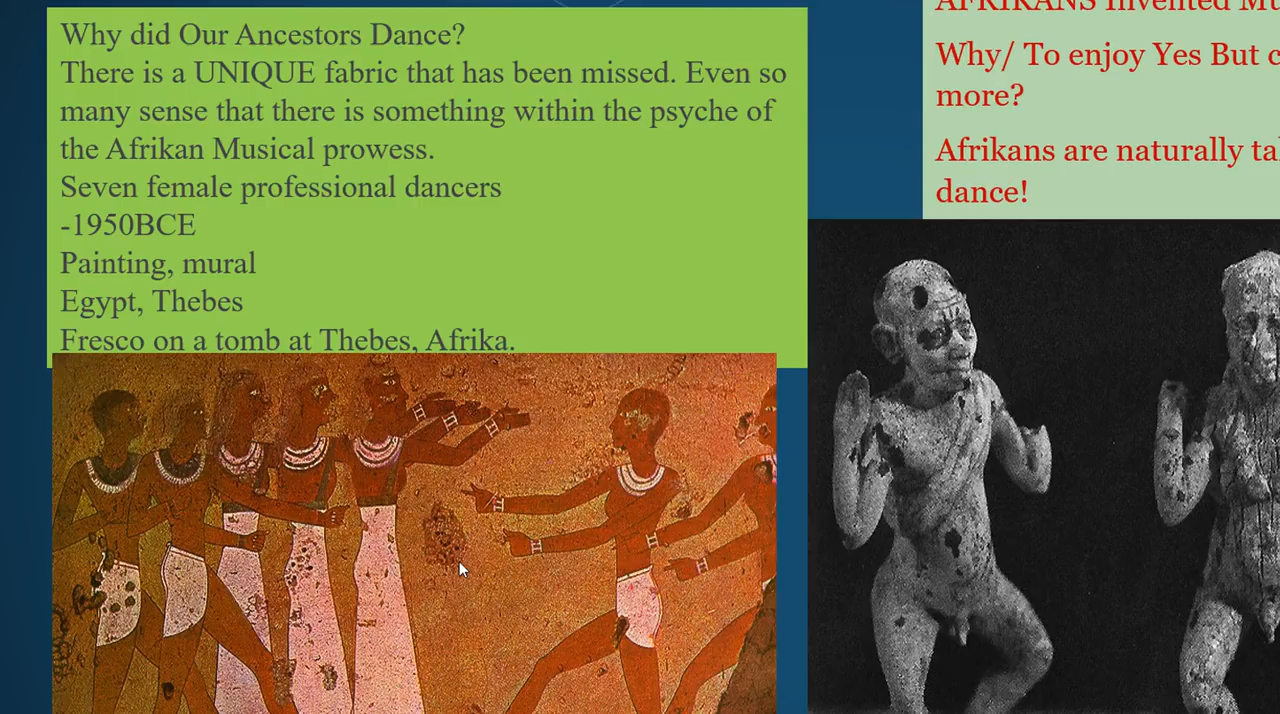 Why did Our Ancestors Dance?
There is a UNIQUE fabric that has been missed. Even so
many sense that there is something within the psyche of
the Afrikan Musical prowess.
Seven female professional dancers
-1950BCE
Painting, mural
Egypt, Thebes
Fresco on a tomb at Thebes, Afrika.
AFRIKANS Invented
Why/ To enjoy Yes But
more?
Afrikans are naturally
dance!